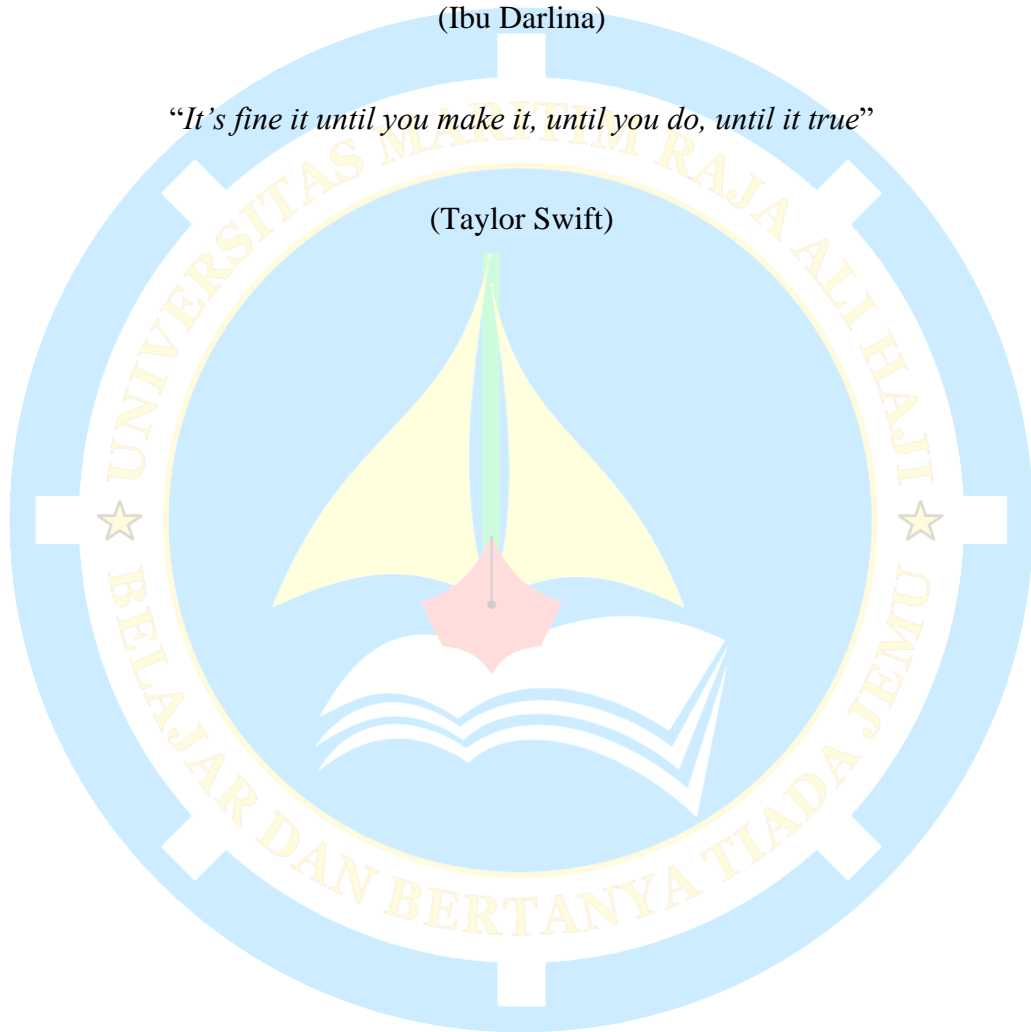 (Ibu Darlina)
“It’s fine it until you make it, until you do, until it true”
(Taylor Swift)
UNIVERSITAS MARITIM RAJA ALI HAJI
BELAJAR DAN BERTANYA TIADA JEMU